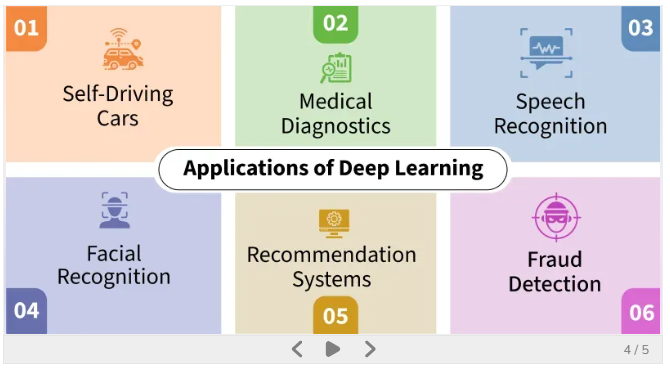 01
Self-Driving
Cars
02
Medical
Diagnostics
03
Speech
Recognition
Applications of Deep Learning
Facial
Recognition
04
Recommendation
Systems
05
Fraud
Detection
06
4 / 5